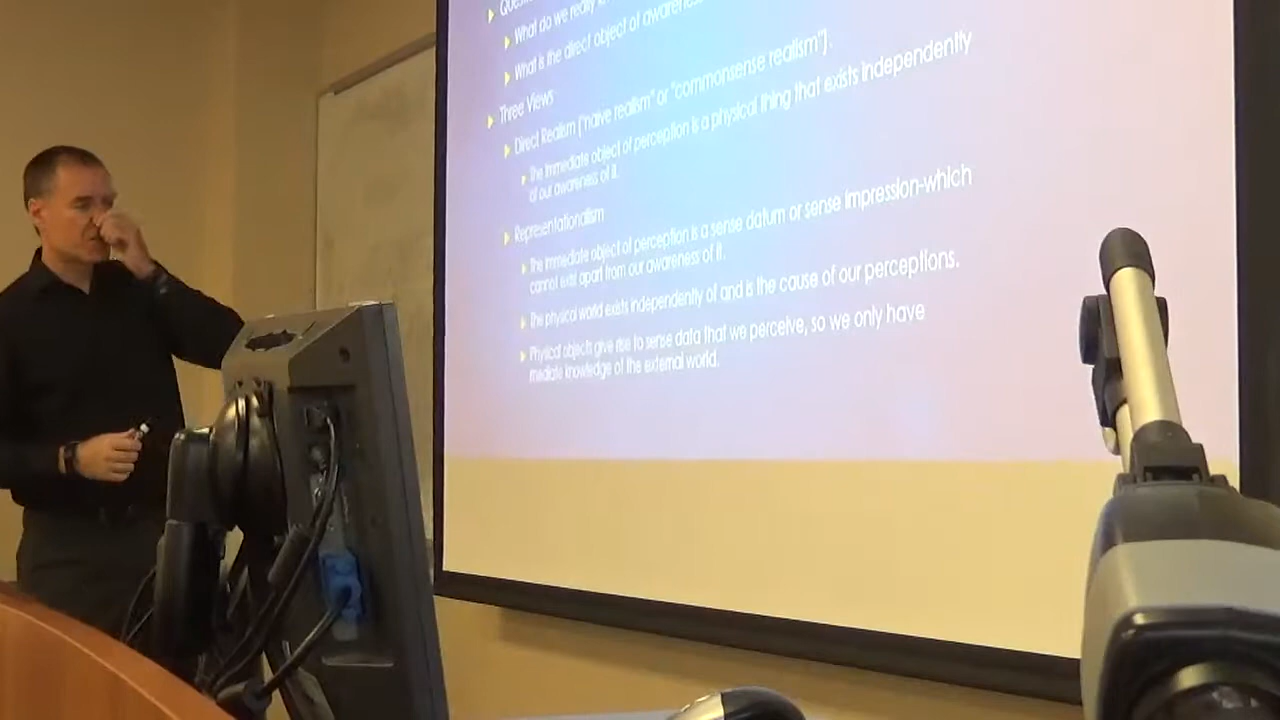 What do we really
What is the direct object of awareness
Three Views
Direct Realism ["naive realism" or "commonsense realism"].
The immediate object of perception is a physical thing that exists independently
of our awareness of it.
Representationalism
The immediate object of perception is a sense datum or sense impression-which
cannot exist apart from our awareness of it.
The physical world exists independently of and is the cause of our perceptions.
Physical objects give rise to sense data that we perceive, so we only have
mediate knowledge of the external world.